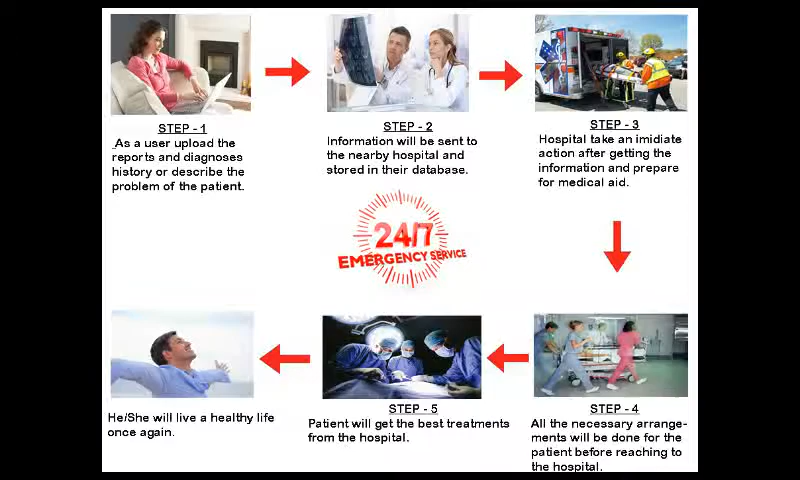 STEP - 1
As a user upload the
reports and diagnoses
history or describe the
problem of the patient.
STEP - 2
Information will be sent to
the nearby hospital and
stored in their database.
STEP - 3
Hospital take an imidiate
action after getting the
information and prepare
for medical aid.
24/7
EMERGENCY SERVICE
STEP - 4
All the necessary arrange-
ments will be done for the
patient before reaching to
the hospital.
STEP - 5
Patient will get the best treatments
from the hospital.
He/She will live a healthy life
once again.